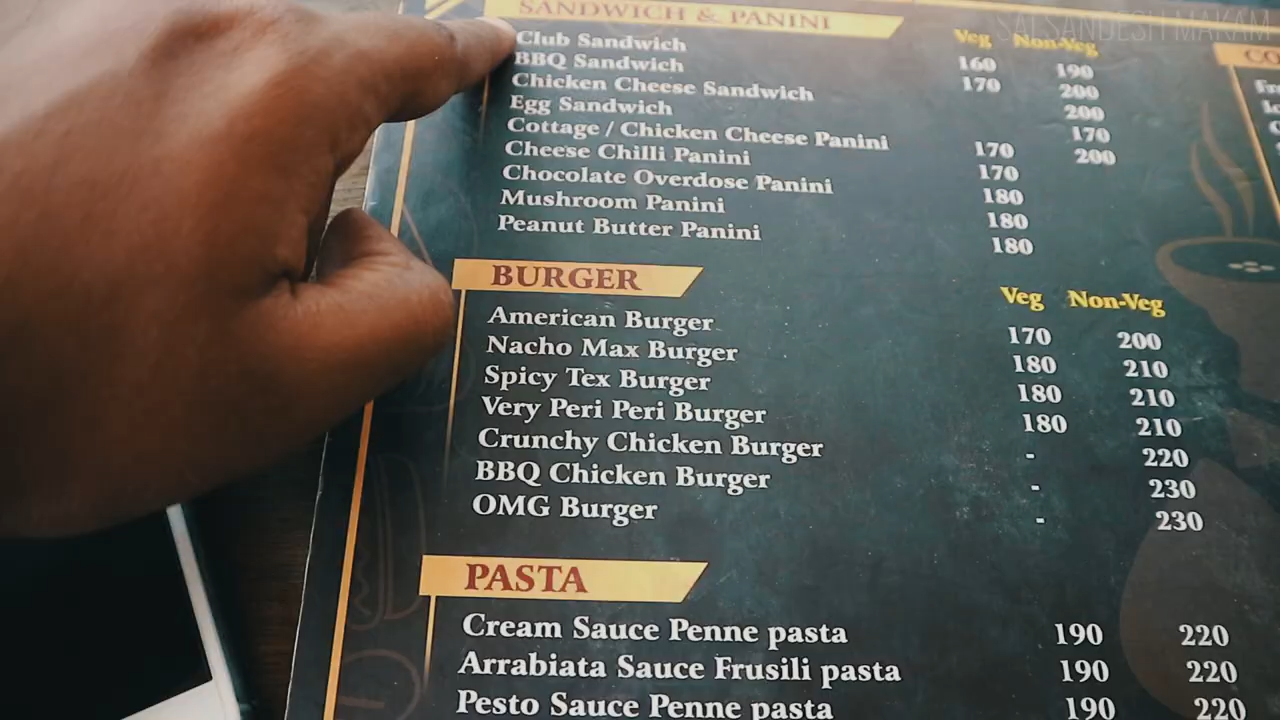 SALSANDESH MAKAM
SANDWICH & PANINI
Veg Non-Veg
Club Sandwich 160 190
BBQ Sandwich 170 200
Chicken Cheese Sandwich 200
Egg Sandwich 170
Cottage / Chicken Cheese Panini 170 200
Cheese Chilli Panini 170
Chocolate Overdose Panini 180
Mushroom Panini 180
Peanut Butter Panini 180
BURGER
Veg Non-Veg
American Burger 170 200
Nacho Max Burger 180 210
Spicy Tex Burger 180 210
Very Peri Peri Burger 180 210
Crunchy Chicken Burger - 220
BBQ Chicken Burger - 230
OMG Burger - 230
PASTA
Cream Sauce Penne pasta 190 220
Arrabiata Sauce Frusili pasta 190 220
Pesto Sauce Penne pasta 190 220